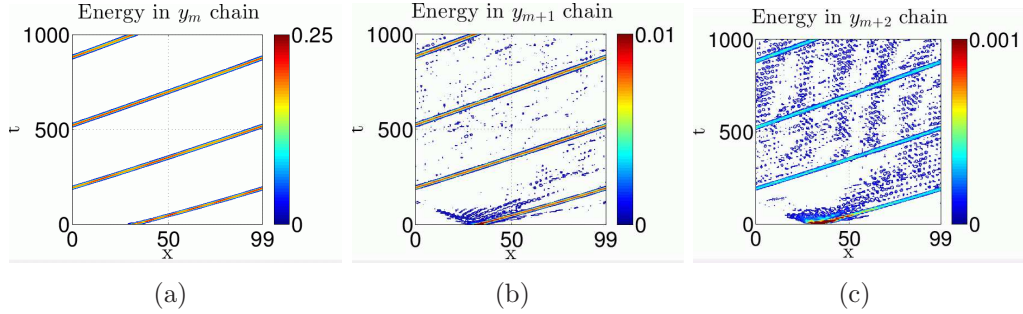 Energy in y_m chain
1000
500
0
t
0 50 99
x
0.25
0
(a)
Energy in y_{m+1} chain
1000
500
0
t
0 50 99
x
0.01
0
(b)
Energy in y_{m+2} chain
1000
500
0
t
0 50 99
x
0.001
0
(c)